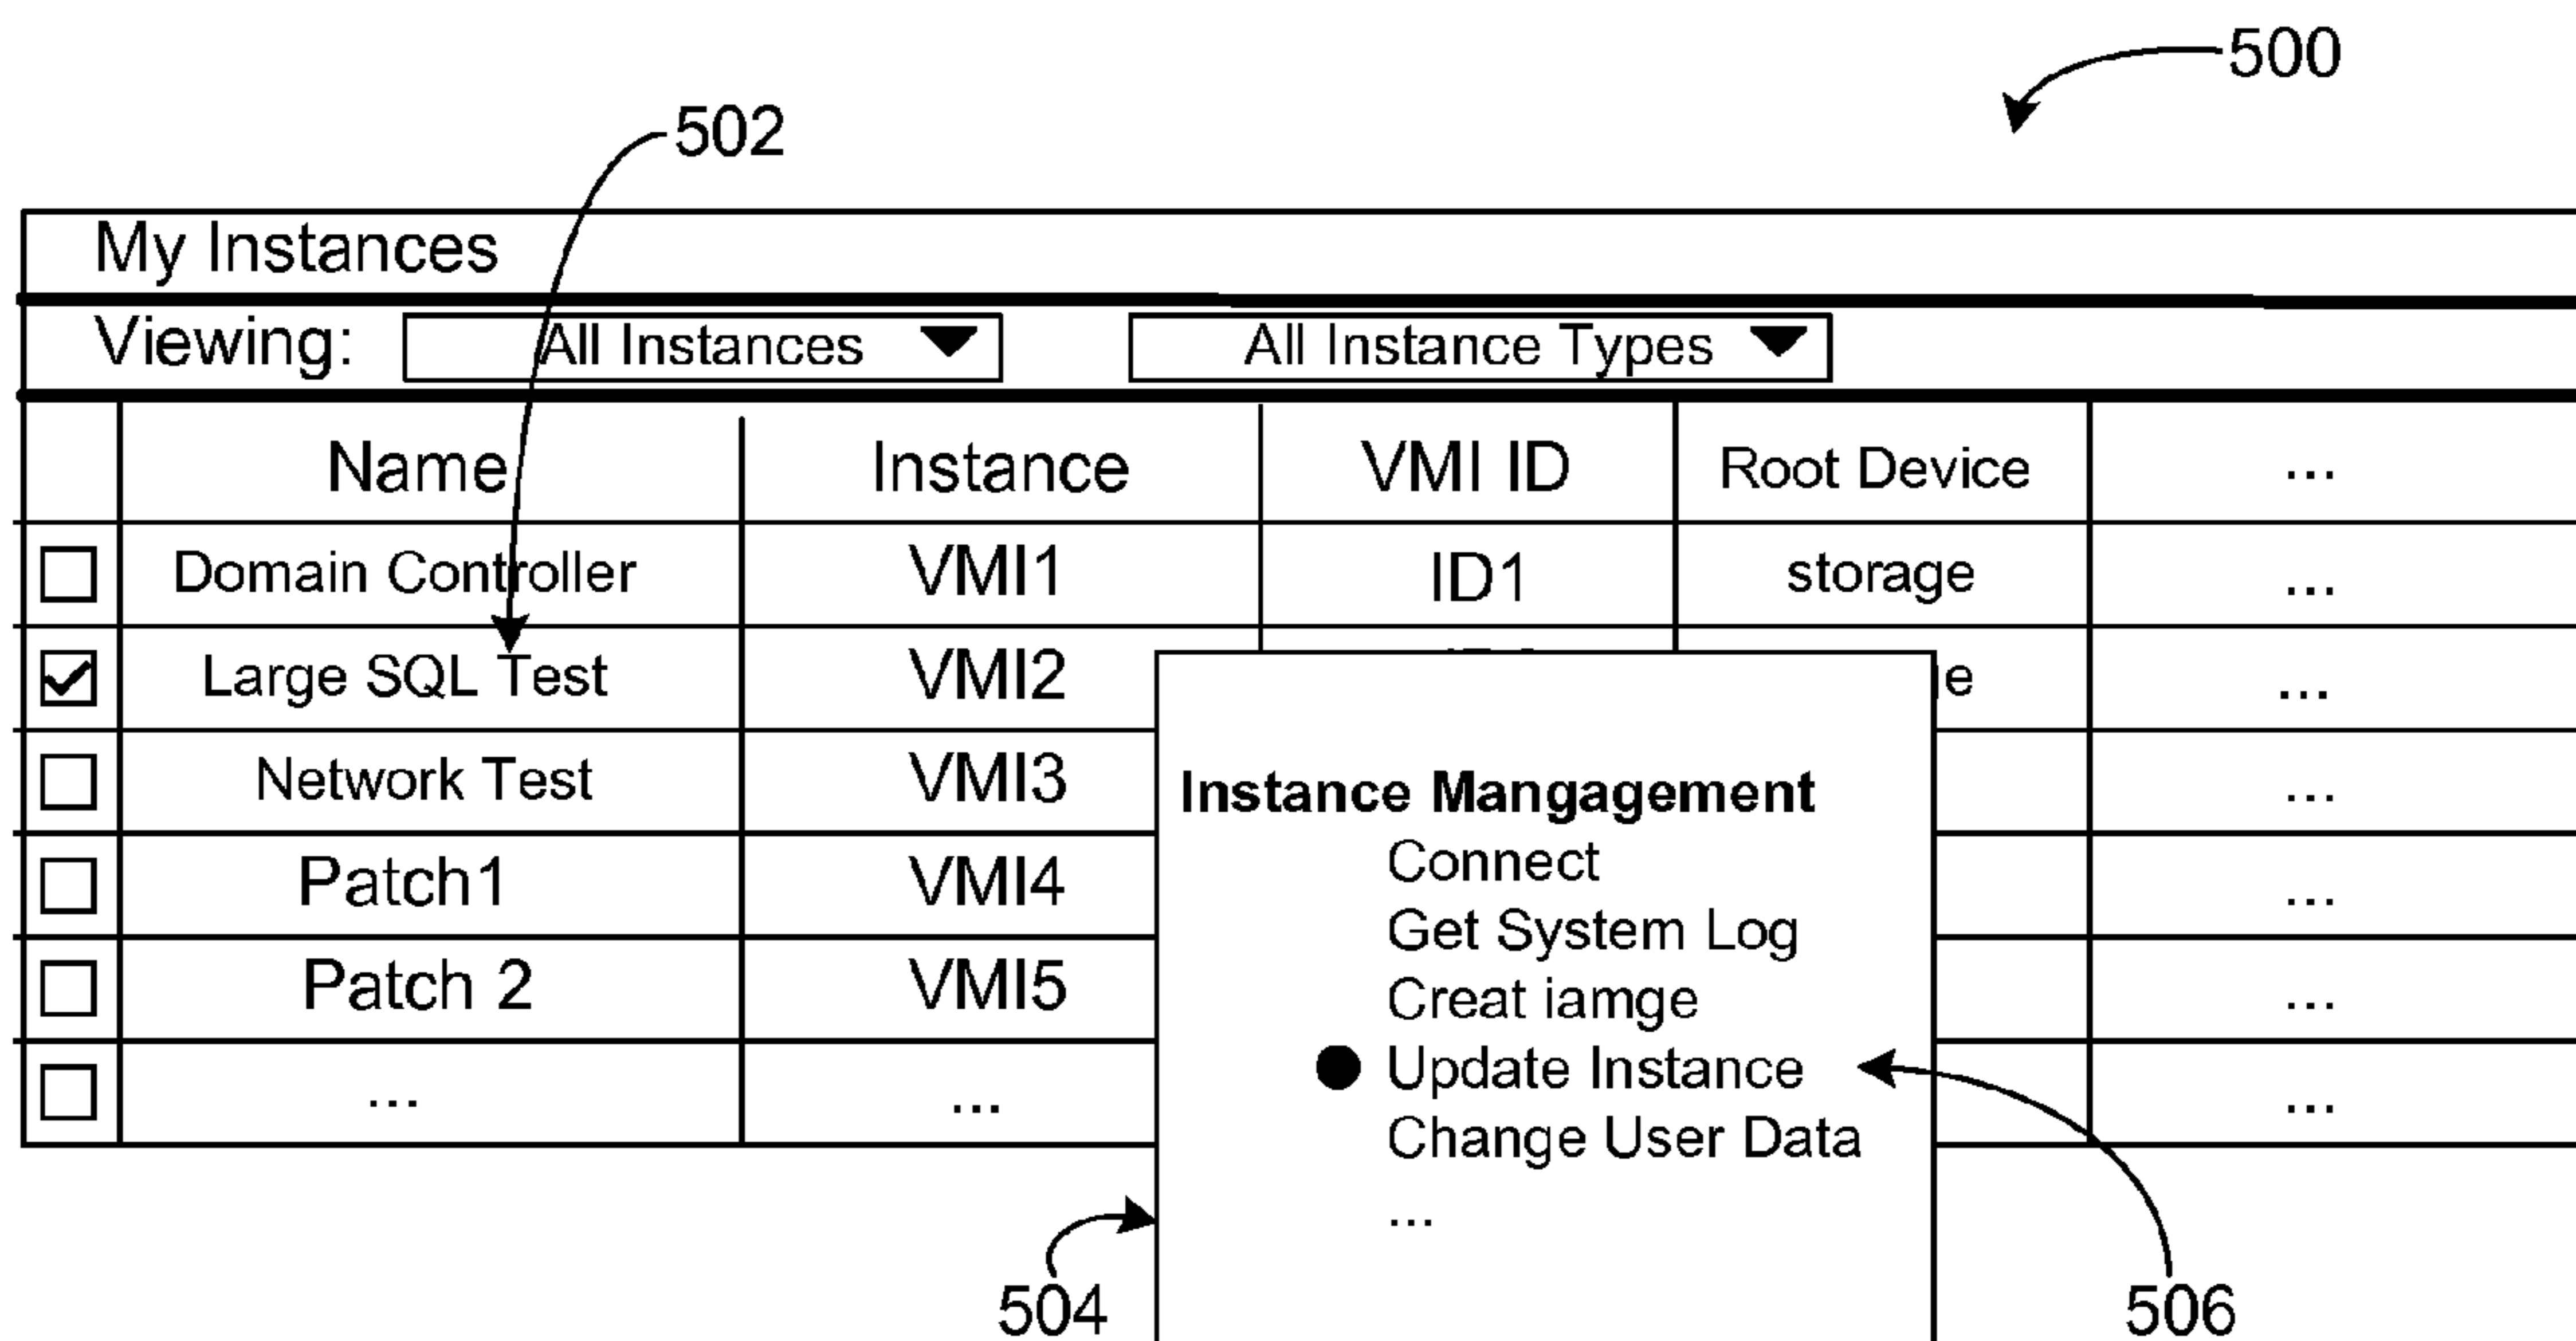 500
502
My Instances
Viewing: All Instances All Instance Types
Name Instance VMI ID Root Device ...
Domain Controller VMI1 ID1 storage ...
Large SQL Test VMI2 e ...
Network Test VMI3 ...
Instance Mangagement
Connect
Patch1 VMI4 ...
Get System Log
Creat iamge
Patch 2 VMI5 ...
Update Instance
... ... ...
Change User Data
...
504 506